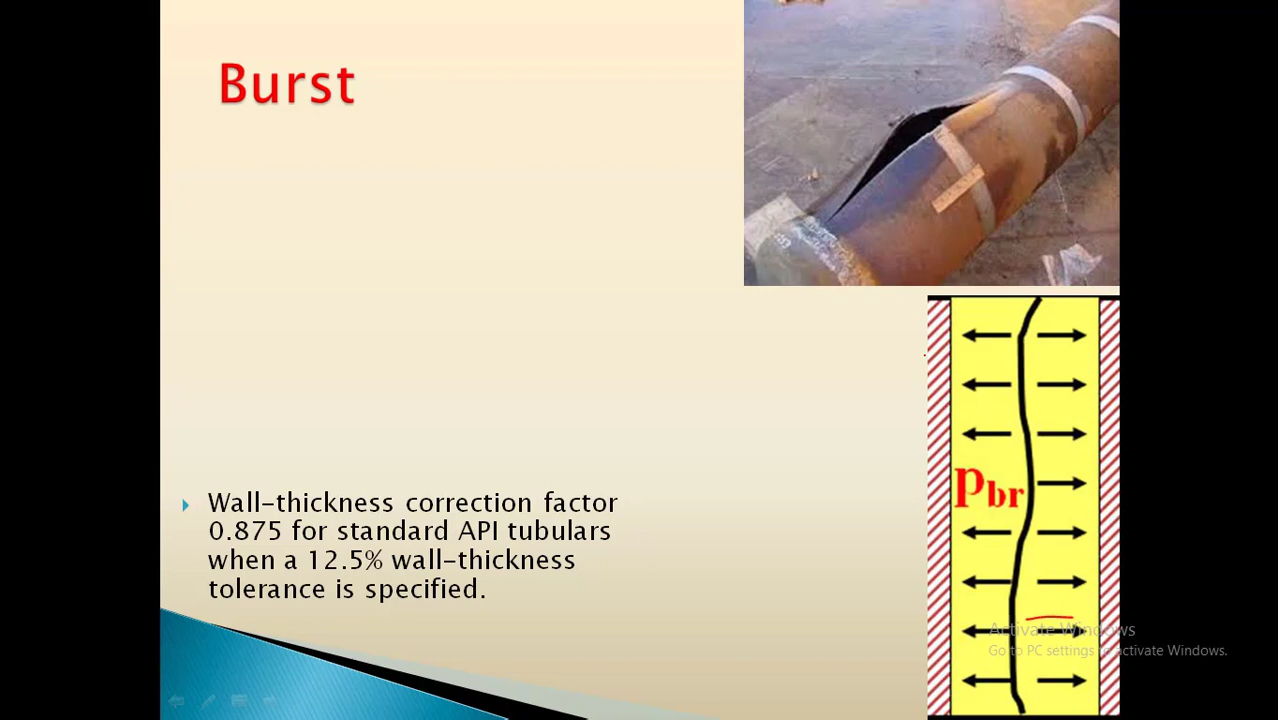 Burst
Wall-thickness correction factor
0.875 for standard API tubulars
when a 12.5% wall-thickness
tolerance is specified.
pbr
Activate Windows
Go to PC settings to activate Windows.